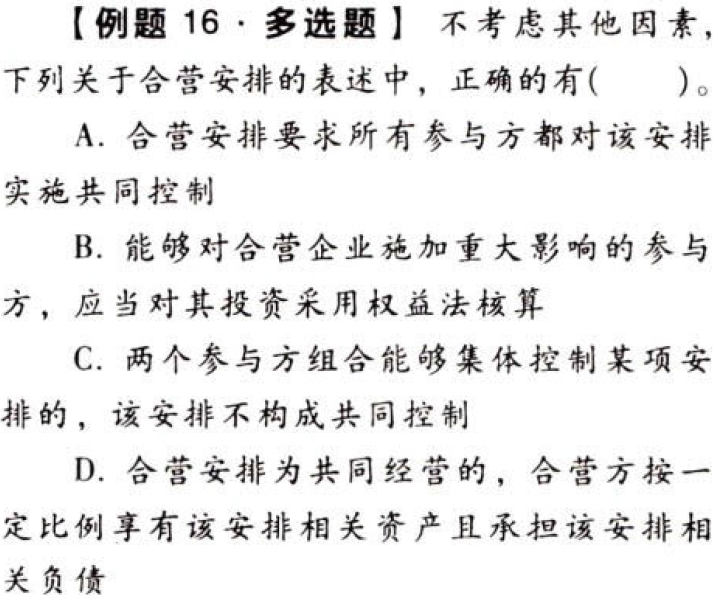 【例题 16 · 多选题】 不考虑其他因素,
下列关于合营安排的表述中，正确的有(　　)。
A. 合营安排要求所有参与方都对该安排
实施共同控制
B. 能够对合营企业施加重大影响的参与
方，应当对其投资采用权益法核算
C. 两个参与方组合能够集体控制某项安
排的，该安排不构成共同控制
D. 合营安排为共同经营的，合营方按一
定比例享有该安排相关资产且承担该安排相
关负债